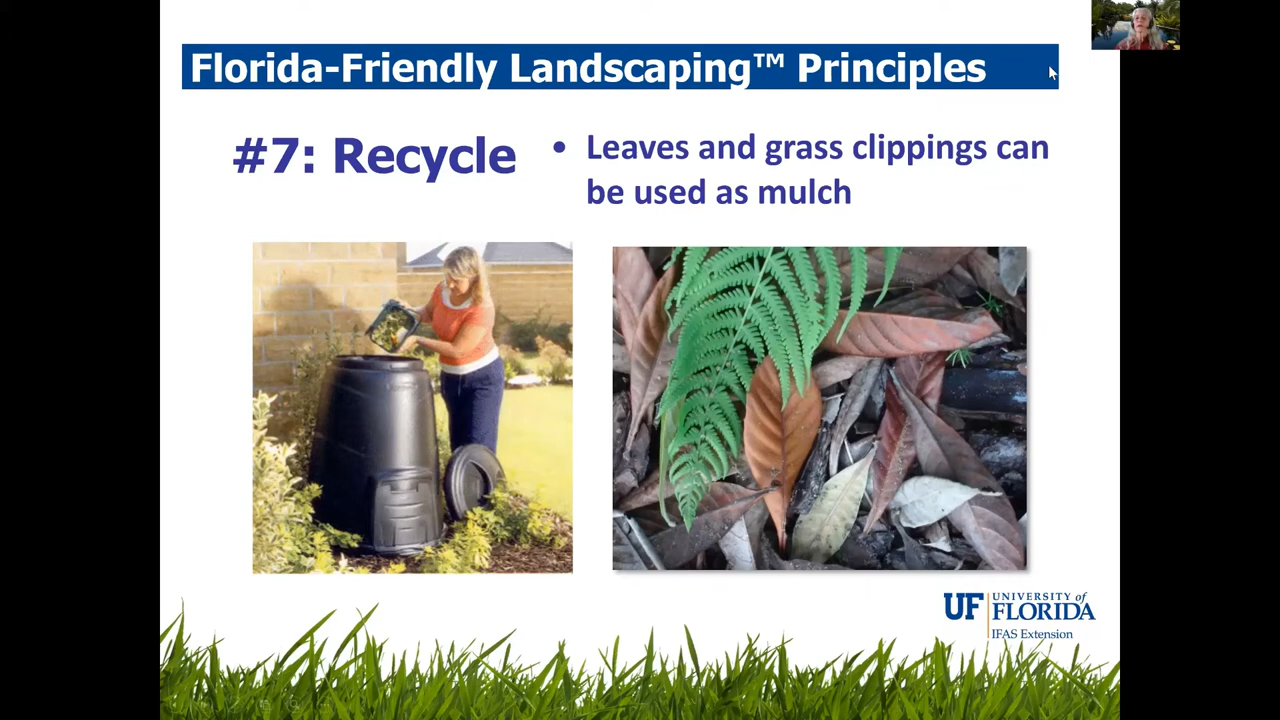 Florida-Friendly Landscaping™ Principles
#7: Recycle
• Leaves and grass clippings can
be used as mulch
UF
UNIVERSITY of
FLORIDA
IFAS Extension